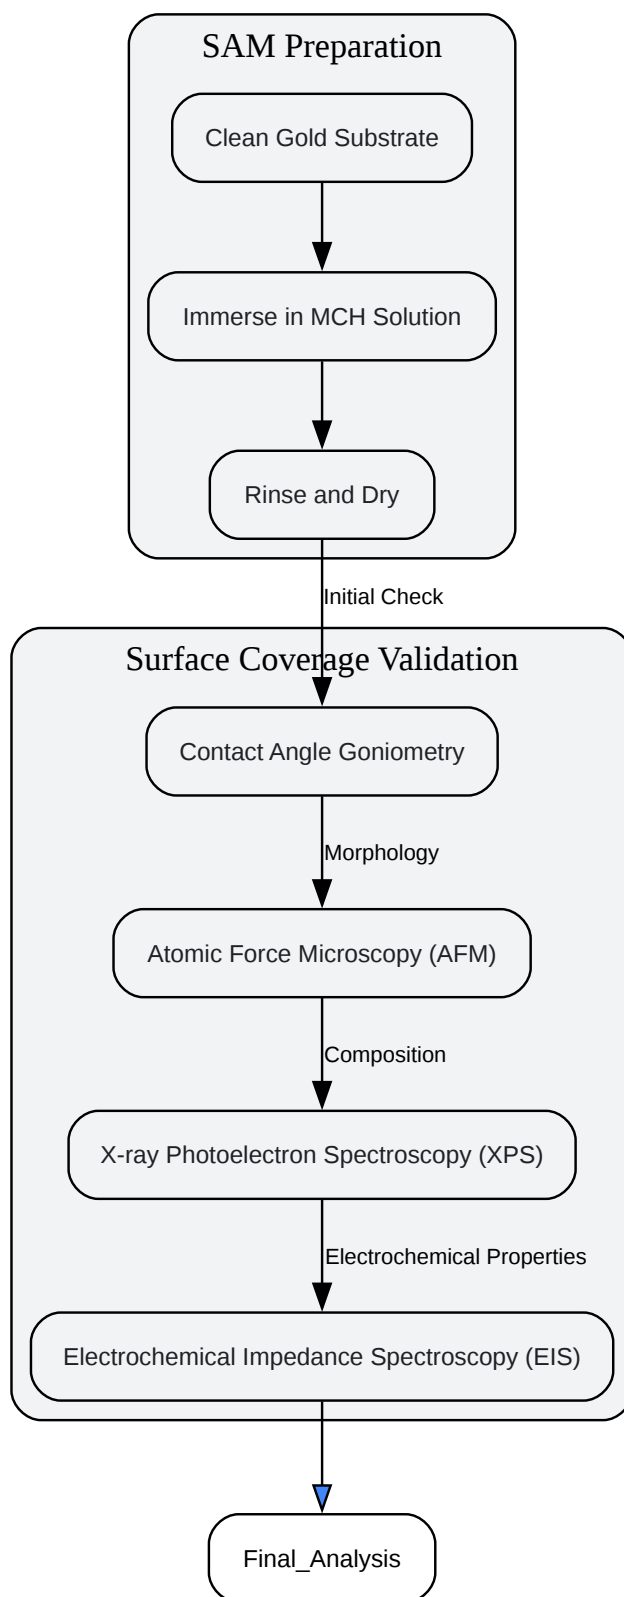 SAM Preparation
Clean Gold Substrate
Immerse in MCH Solution
Rinse and Dry
Initial Check
Surface Coverage Validation
Contact Angle Goniometry
Morphology
Atomic Force Microscopy (AFM)
Composition
X-ray Photoelectron Spectroscopy (XPS)
Electrochemical Properties
Electrochemical Impedance Spectroscopy (EIS)
Final_Analysis